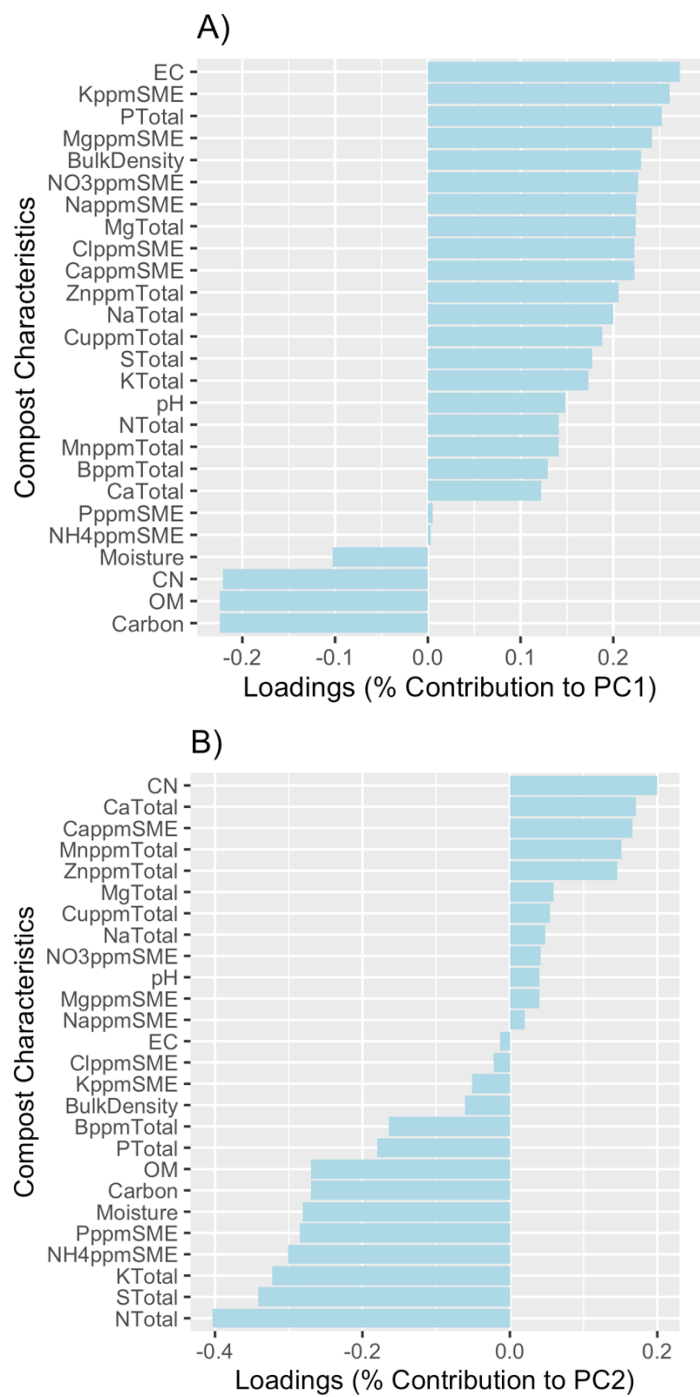 A)
EC
KppmSME
PTotal
MgppmSME
BulkDensity
NO3ppmSME
NappmSME
MgTotal
ClppmSME
CappmSME
ZnppmTotal
NaTotal
CuppmTotal
STotal
KTotal
pH
NTotal
MnppmTotal
BppmTotal
CaTotal
PppmSME
NH4ppmSME
Moisture
CN
OM
Carbon
Compost Characteristics
-0.2 -0.1 0.0 0.1 0.2
Loadings (% Contribution to PC1)
B)
CN
CaTotal
CappmSME
MnppmTotal
ZnppmTotal
MgTotal
CuppmTotal
NaTotal
NO3ppmSME
pH
MgppmSME
NappmSME
EC
ClppmSME
KppmSME
BulkDensity
BppmTotal
PTotal
OM
Carbon
Moisture
PppmSME
NH4ppmSME
KTotal
STotal
NTotal
Compost Characteristics
-0.4 -0.2 0.0 0.2
Loadings (% Contribution to PC2)